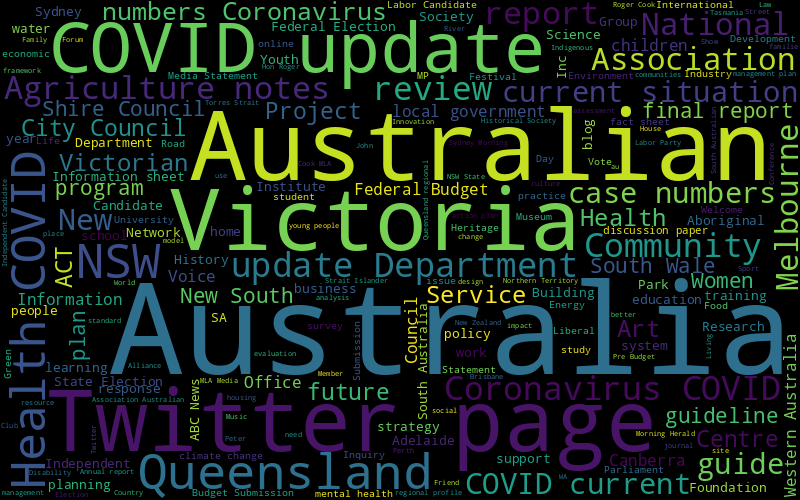 Sydney
numbers Coronavirus
Labor Candidate
Society
report
Roger Cook
International
Tasmania
Street
Law
water
Family
Forum
COVID update
Federal Election
Science
Group
National
Development
economic
Hon Roger
online
Youth
River
Indigenous
Show
families
framework
Media Statement
MP
Festival
Inc
Association
children
Environment
communities
Industry
management plan
Agriculture notes
review
current situation
Shire Council
Torres Strait
Project
local government
final report
fact sheet
assessment
City Council
Innovation
Historical Society
blog
House
Sydney Morning
South Australian
year
Life
Department
Road
John
Day
Vote
au
Labor Party
Conference
Australian
Victorian
Cook MLA
Information sheet
use
Institute
NSW State
culture
program
student
Federal Budget
practice
case numbers
Melbourne
Independent Candidate
Candidate
Victoria
Queensland regional
Museum
Welcome
New
University
young people
action plan
Heritage
Health
Aboriginal
place
school
Network
home
change
discussion paper
Health COVID
ACT
NSW
model
History
update Department
Community
World
Voice
Strait Islander
issue
design
Northern Territory
South Wale
Sport
Information
New South
business
Service
Building
Park
Women
people
analysis
Energy
education
training
standard
SA
Council
South Australia
New Zealand
impact
better
Food
plan
survey
Submission
policy
Liberal
Art
Research
Green
Australia
evaluation
work
study
system
Living
learning
Alliance
Member
Statement
Pre Budget
Western Australia
State Election
response
MLA Media
Office
future
Brisbane
Coronavirus COVID
resource
Association Australian
ABC News
housing
Music
social
guideline
Club
Twitter page
Twitter
Peter
need
strategy
Adelaide
Morning Herald
journal
Centre
Independent
climate change
Inquiry
Perth
support
site
Canberra
guide
Disability
Annual report
Parliament
planning
Queensland
Friend
COVID current
WA
Foundation
management
Election
Country
Budget Submission
mental health
regional profile